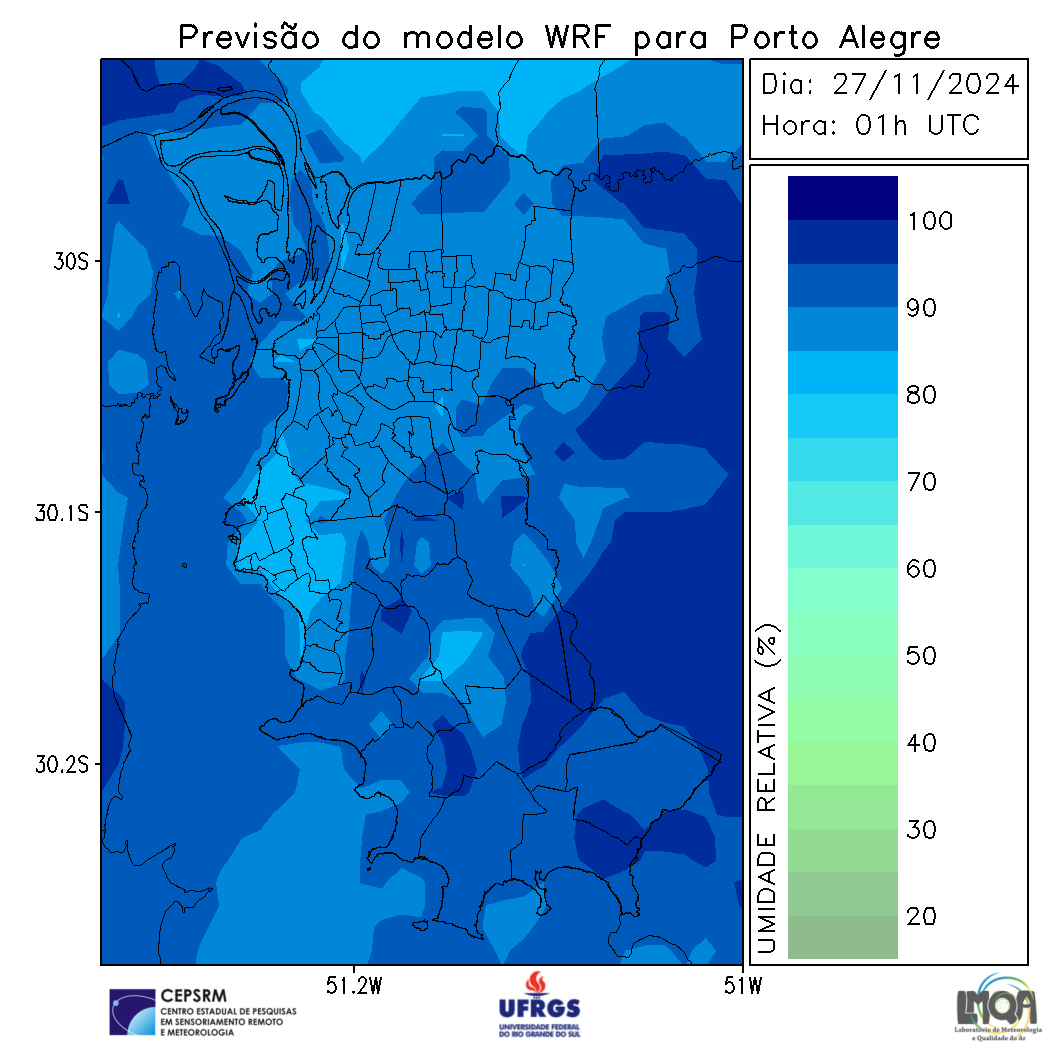 Previsão do modelo WRF para Porto Alegre
Dia: 27/11/2024
Hora: 01h UTC
100
90
80
70
60
50
40
30
20
UMIDADE RELATIVA (%)
30S
30.1S
30.2S
51.2W
51W
CEPSRM
CENTRO ESTADUAL DE PESQUISAS
EM SENSORIAMENTO REMOTO
E METEOROLOGIA
UFRGS
UNIVERSIDADE FEDERAL
DO RIO GRANDE DO SUL
LMQA
Laboratório de Meteorologia
e Qualidade do Ar